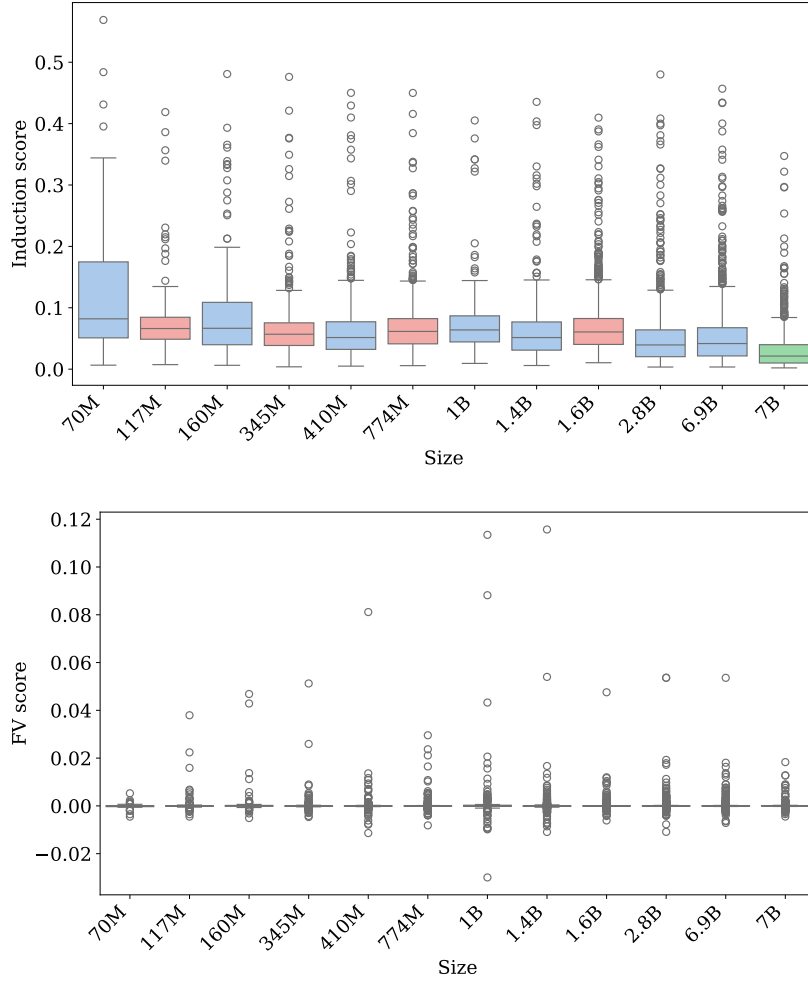 0.5
0.4
0.3
0.2
0.1
0.0
Induction score
70M
117M
160M
345M
410M
774M
1B
1.4B
1.6B
2.8B
6.9B
7B
Size
0.12
0.10
0.08
0.06
0.04
0.02
0.00
−0.02
FV score
70M
117M
160M
345M
410M
774M
1B
1.4B
1.6B
2.8B
6.9B
7B
Size